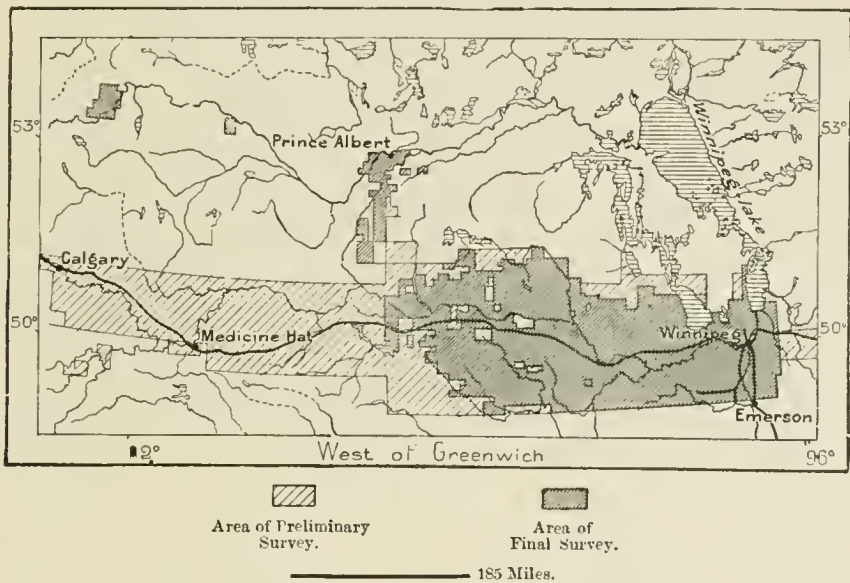 53°
53°
Prince Albert
Winnipeg lake
Calgary
50°
Medicine Hat
Winnipeg
50°
Emerson
2°
West of Greenwich
96°
Area of Preliminary
Survey.
Area of
Final Survey.
185 Miles.